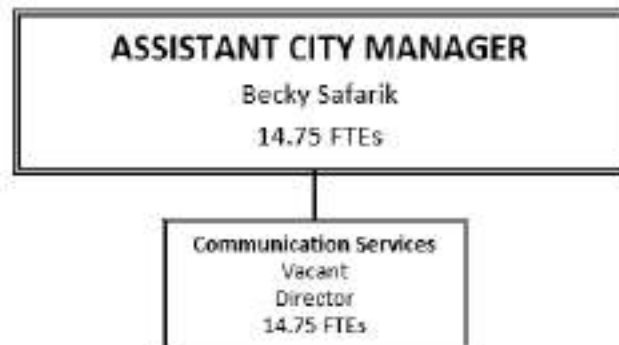 ASSISTANT CITY MANAGER
Becky Safarik
14.75 FTEs
Communication Services
Vacant
Director
14.75 FTEs